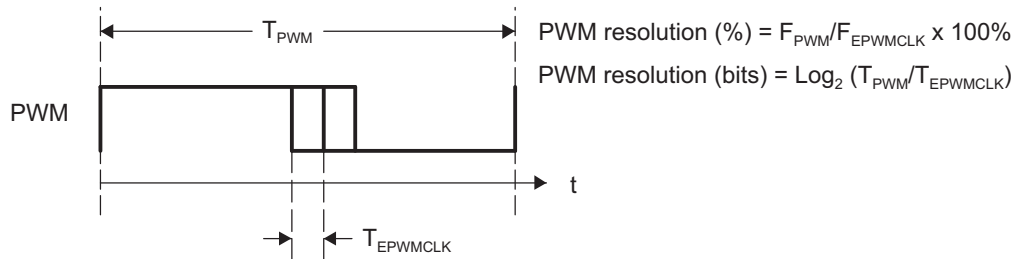 T_PWM
PWM resolution (%) = F_PWM/F_EPWMCLK x 100%
PWM resolution (bits) = Log_2 (T_PWM/T_EPWMCLK)
PWM
t
T_EPWMCLK